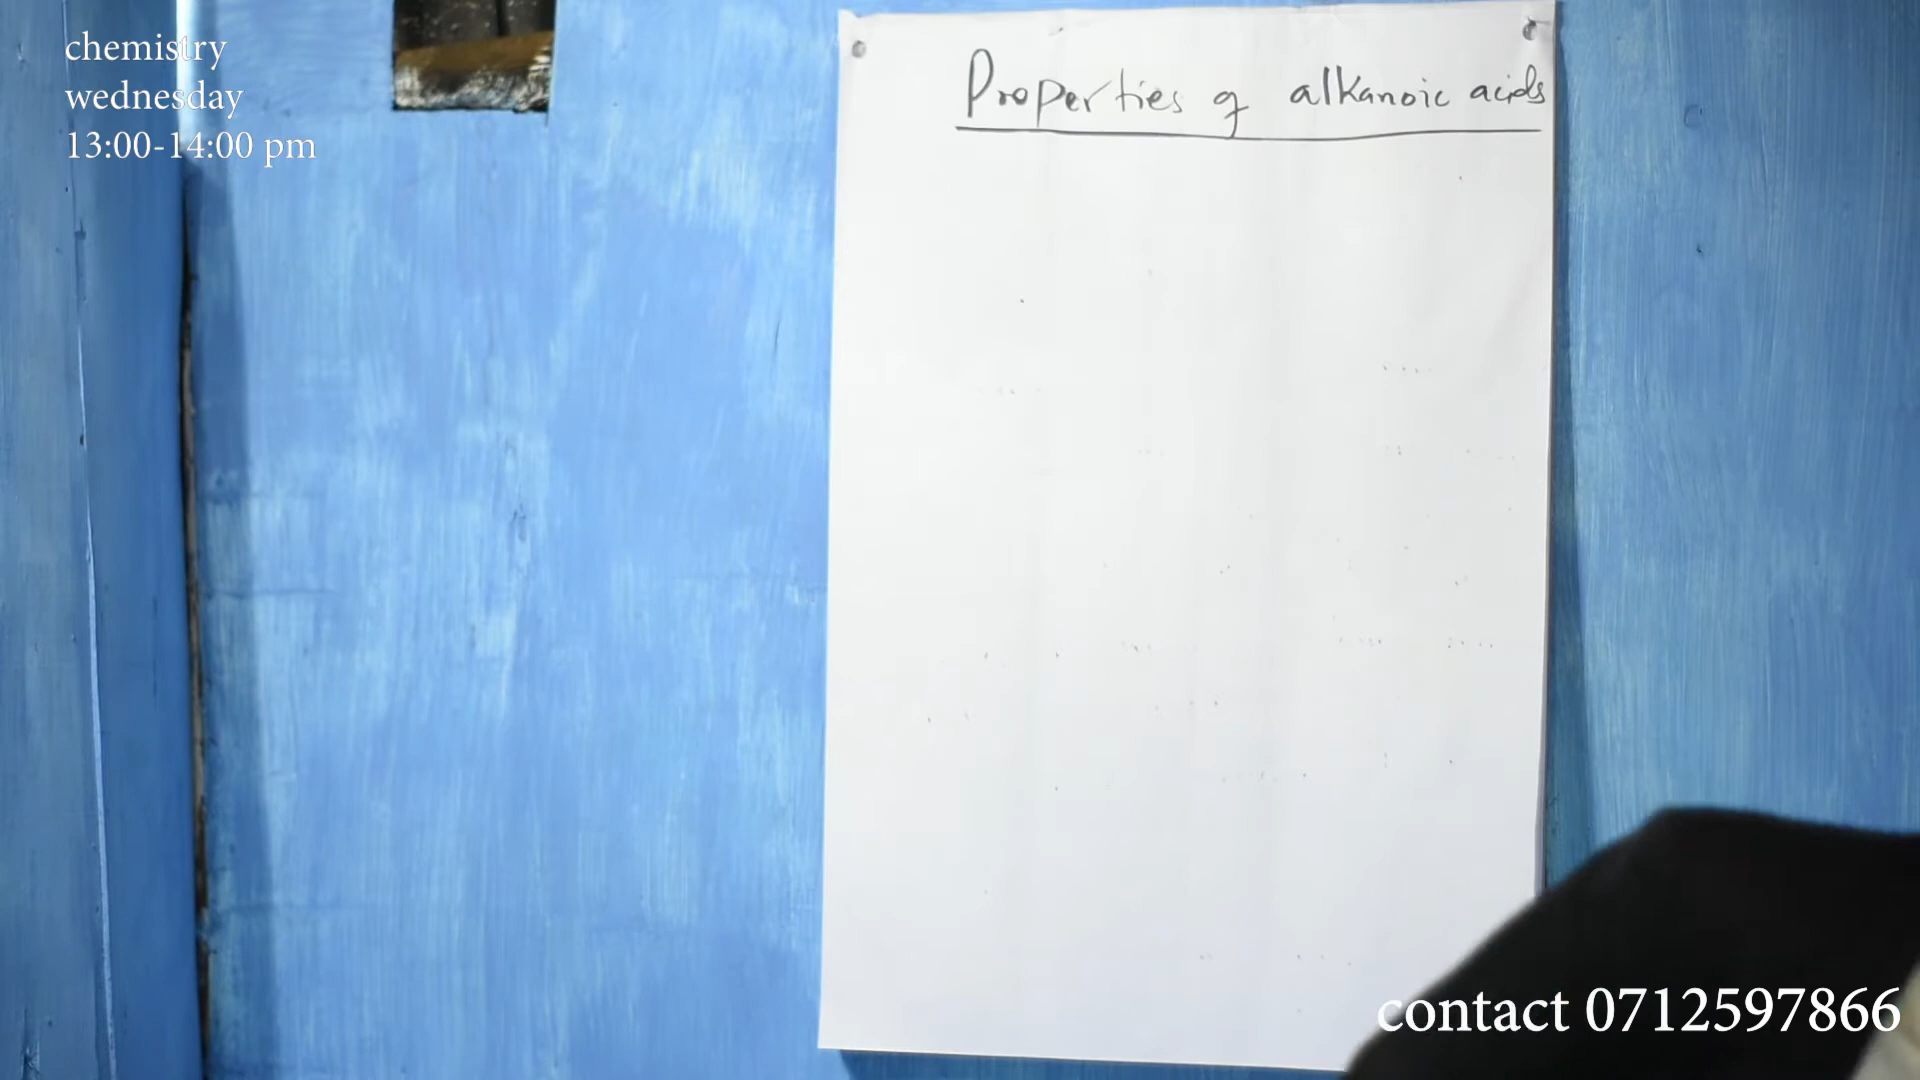 chemistry
wednesday
13:00-14:00 pm
Properties of alkanoic acids
contact 0712597866